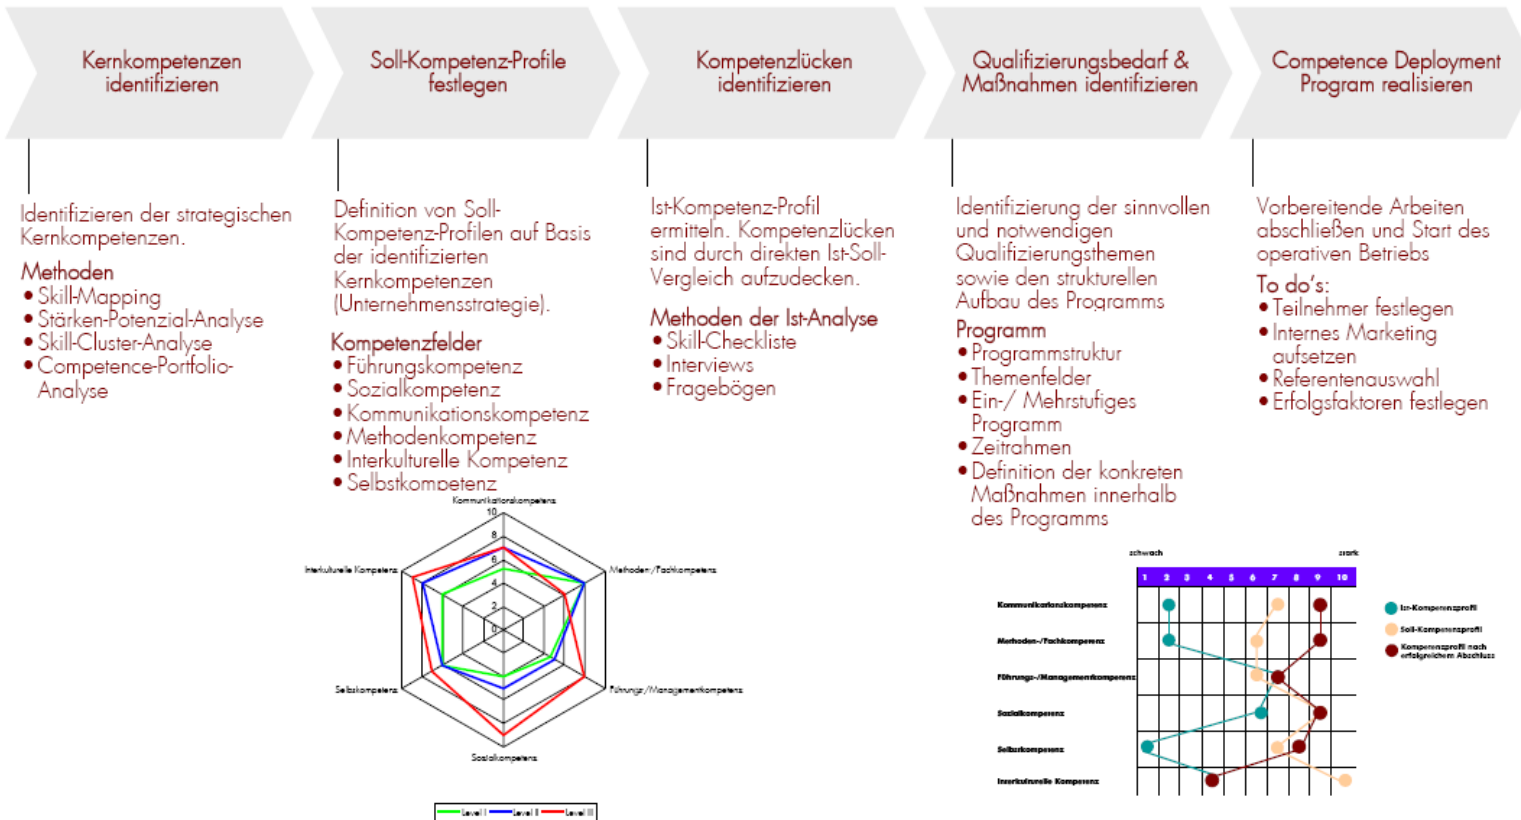 Kernkompetenzen
identifizieren
Soll-Kompetenz-Profile
festlegen
Kompetenzlücken
identifizieren
Qualifizierungsbedarf &
Maßnahmen identifizieren
Competence Deployment
Program realisieren
Identifizieren der strategischen
Kernkompetenzen.
Methoden
• Skill-Mapping
• Stärken-Potenzial-Analyse
• Skill-Cluster-Analyse
• Competence-Portfolio-
Analyse
Definition von Soll-
Kompetenz-Profilen auf Basis
der identifizierten
Kernkompetenzen
(Unternehmensstrategie).
Kompetenzfelder
• Führungskompetenz
• Sozialkompetenz
• Kommunikationskompetenz
• Methodenkompetenz
• Interkulturelle Kompetenz
• Selbstkompetenz
Ist-Kompetenz-Profil
ermitteln. Kompetenzlücken
sind durch direkten Ist-Soll-
Vergleich aufzudecken.
Methoden der Ist-Analyse
• Skill-Checkliste
• Interviews
• Fragebögen
Identifizierung der sinnvollen
und notwendigen
Qualifizierungsthemen
sowie den strukturellen
Aufbau des Programms
Programm
• Programmstruktur
• Themenfelder
• Ein-/ Mehrstufiges
Programm
• Zeitrahmen
• Definition der konkreten
Maßnahmen innerhalb
des Programms
Vorbereitende Arbeiten
abschließen und Start des
operativen Betriebs
To do's:
• Teilnehmer festlegen
• Internes Marketing
aufsetzen
• Referentenauswahl
• Erfolgsfaktoren festlegen
Kommunikationskompetenz
10
8
6
4
2
0
Interkulturelle Kompetenz
Methoden-/Fachkompetenz
Selbskompetenz
Führungs-/Managementkompetenz
Sozialkompetenz
Level I Level II Level III
schwach stark
1 2 3 4 5 6 7 8 9 10
Kommunikationskompetenz
Methoden-/Fachkompetenz
Führungs-/Managementkompetenz
Sozialkompetenz
Selbstkompetenz
Interkulturelle Kompetenz
Ist-Kompetenzprofil
Soll-Kompetenzprofil
Kompetenzprofil nach
erfolgreichem Abschluss